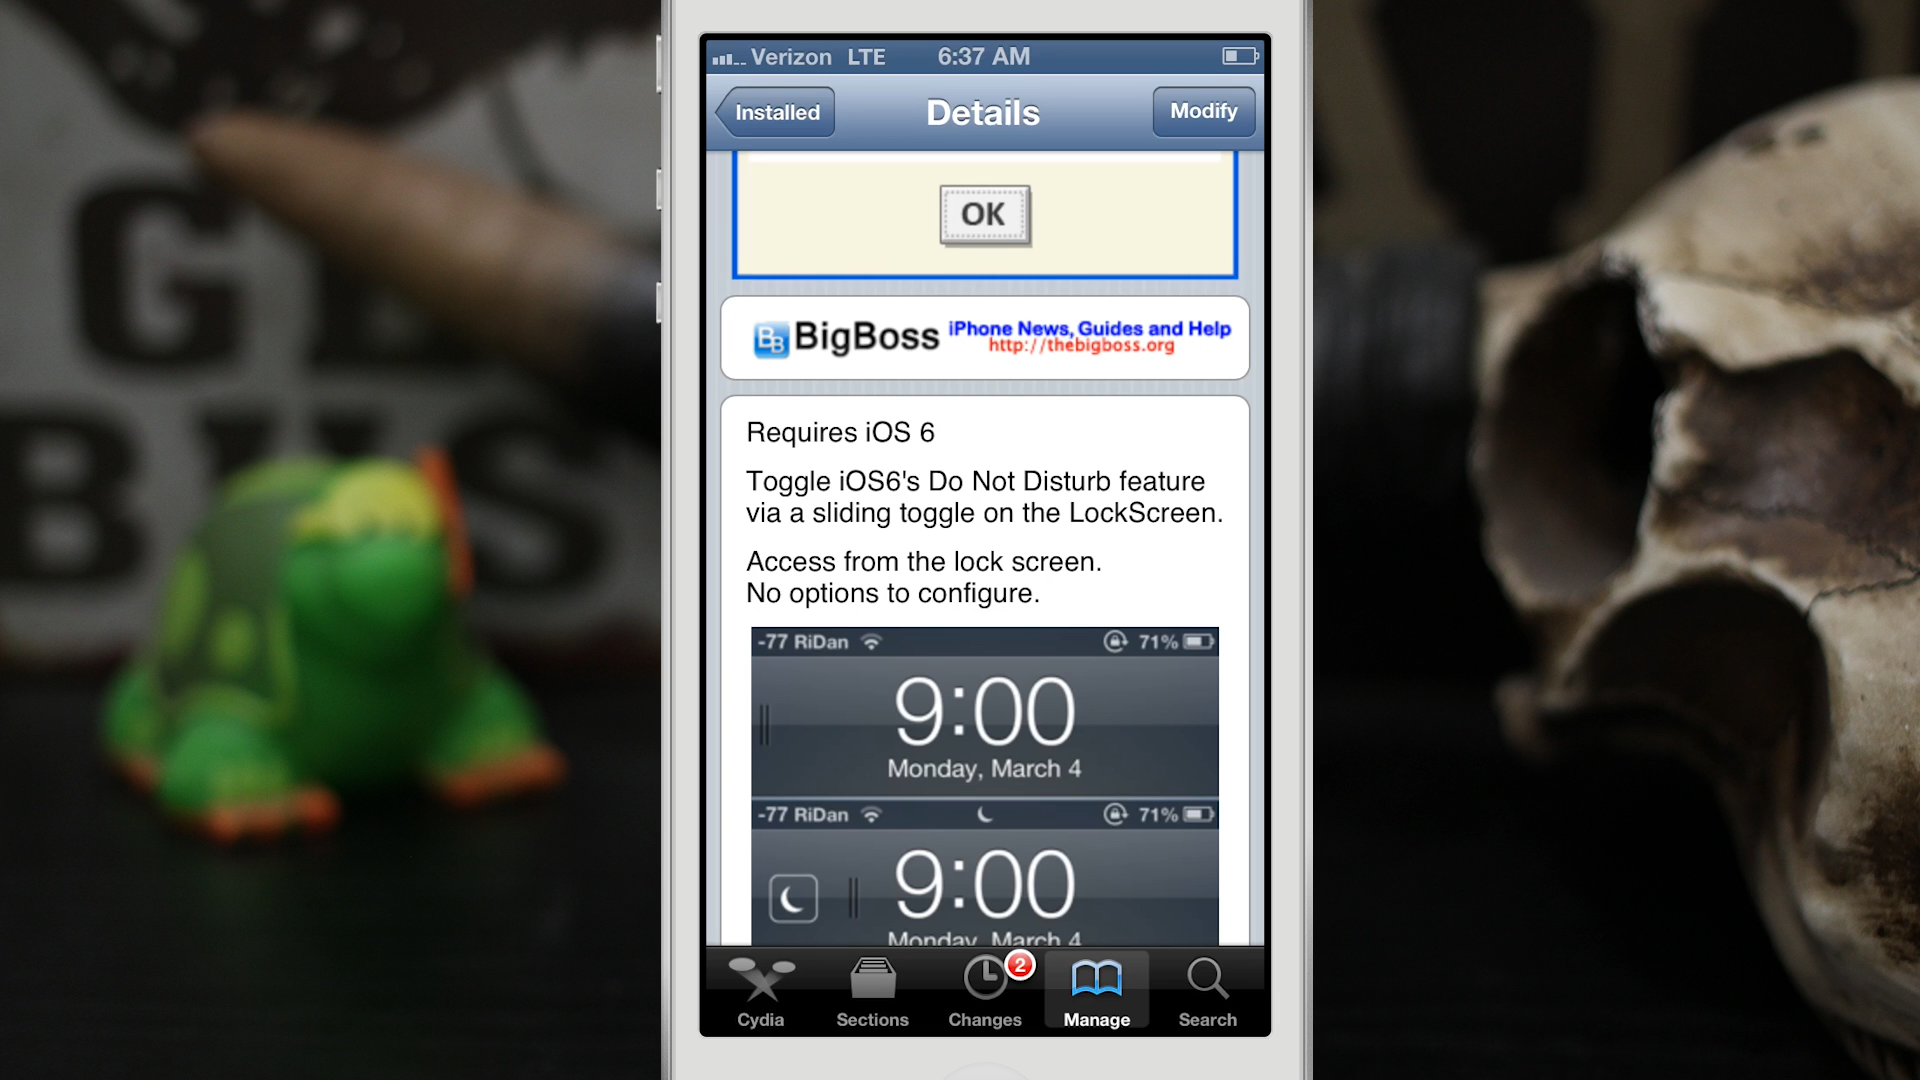 Verizon LTE 6:37 AM
Installed Details Modify
OK
BigBoss iPhone News, Guides and Help
http://thebigboss.org
Requires iOS 6
Toggle iOS6's Do Not Disturb feature
via a sliding toggle on the LockScreen.
Access from the lock screen.
No options to configure.
-77 RiDan 71%
9:00
Monday, March 4
-77 RiDan 71%
9:00
Monday, March 4
2
Cydia Sections Changes Manage Search